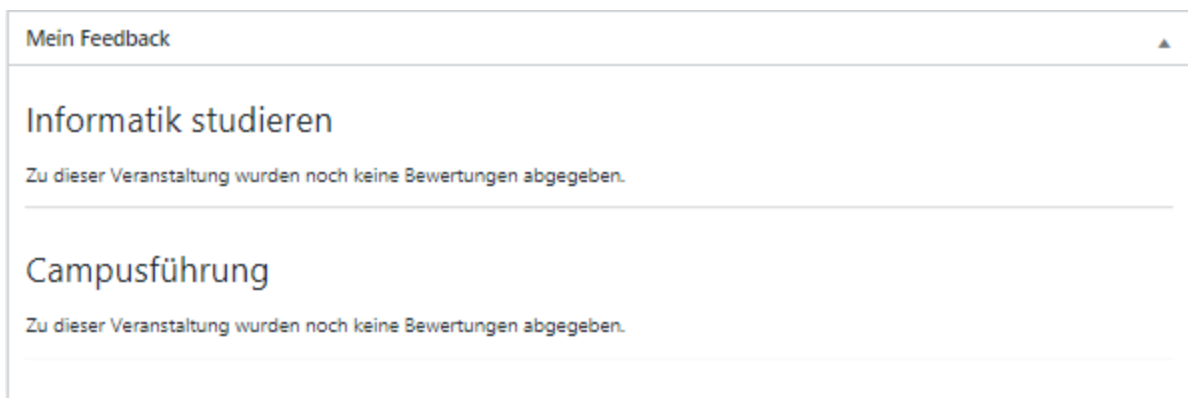 Mein Feedback
Informatik studieren
Zu dieser Veranstaltung wurden noch keine Bewertungen abgegeben.
Campusführung
Zu dieser Veranstaltung wurden noch keine Bewertungen abgegeben.